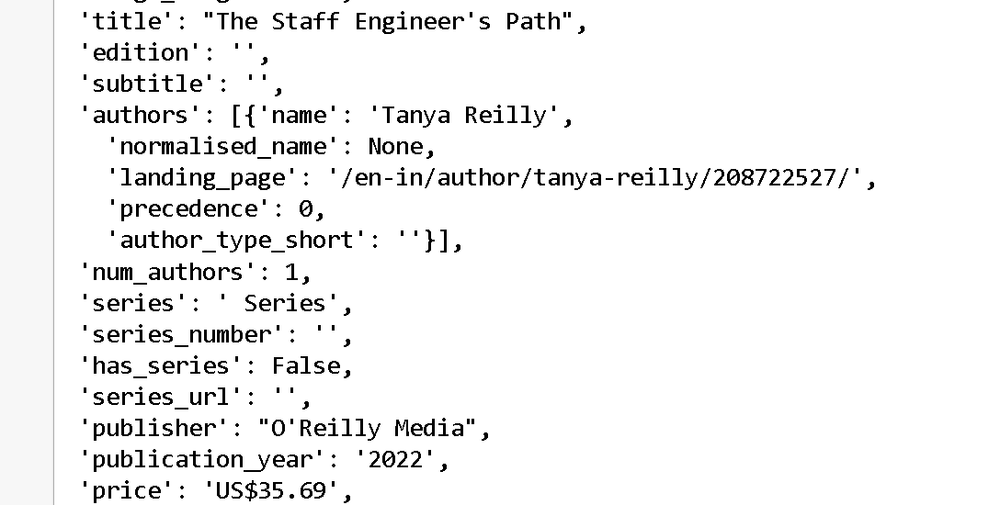 'title': "The Staff Engineer's Path",
'edition': '',
'subtitle': '',
'authors': [{'name': 'Tanya Reilly',
'normalised_name': None,
'landing_page': '/en-in/author/tanya-reilly/208722527/',
'precedence': 0,
'author_type_short': ''}],
'num_authors': 1,
'series': ' Series',
'series_number': '',
'has_series': False,
'series_url': '',
'publisher': "O'Reilly Media",
'publication_year': '2022',
'price': 'US$35.69',